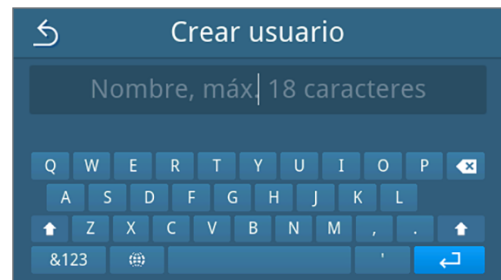 Crear usuario
Nombre, máx. 18 caracteres
Q W E R T Y U I O P
A S D F G H J K L
Z X C V B N M , .
&123 '